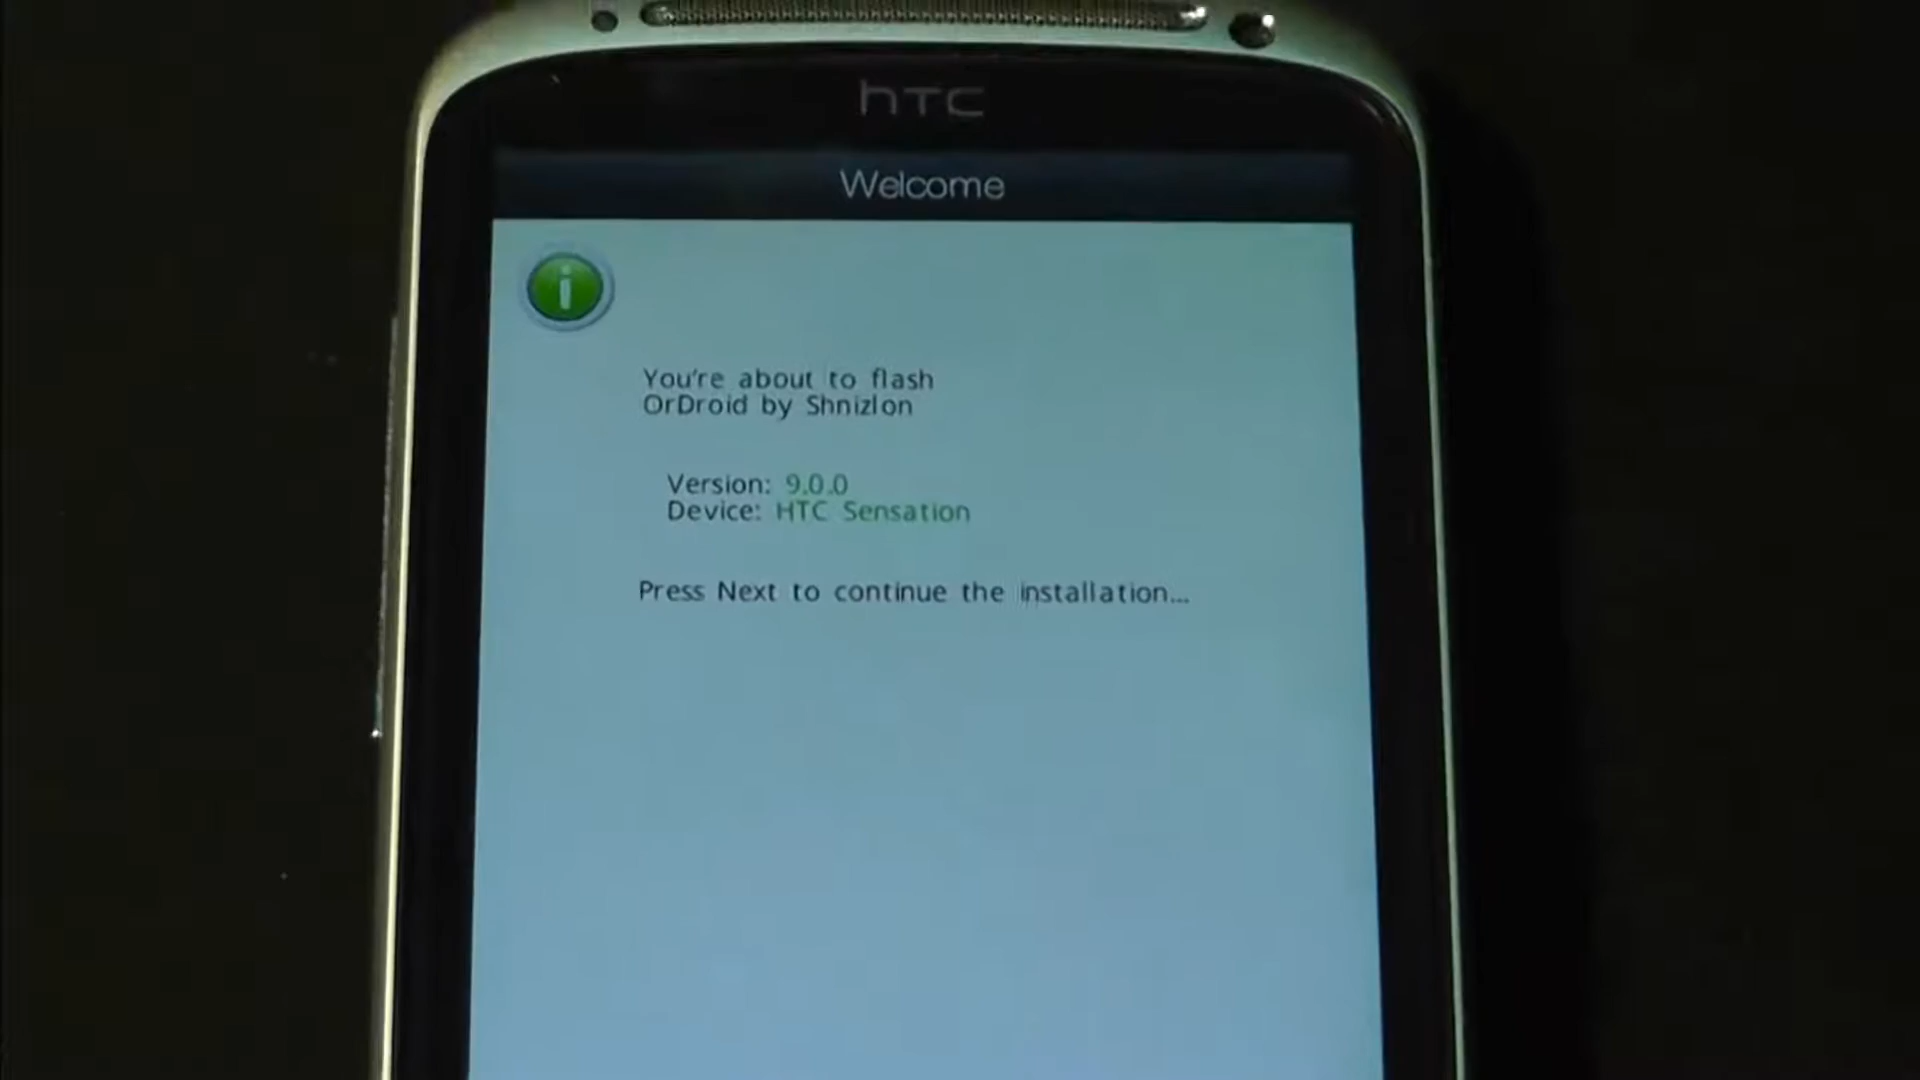 hTC
Welcome
You're about to flash
OrDroid by Shnizlon
Version: 9.0.0
Device: HTC Sensation
Press Next to continue the installation...